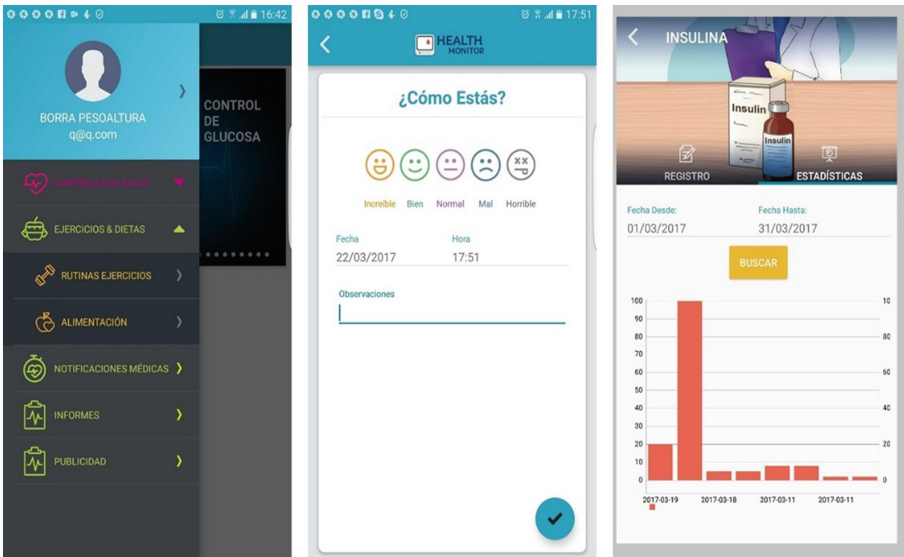 16:42
BORRA PESOALTURA
q@q.com
CONTROL
DE
GLUCOSA
CONTROLES DE SALUD
EJERCICIOS & DIETAS
RUTINAS EJERCICIOS
ALIMENTACIÓN
NOTIFICACIONES MÉDICAS
INFORMES
PUBLICIDAD
17:51
HEALTH
MONITOR
¿Cómo Estás?
Increíble Bien Normal Mal Horrible
Fecha Hora
22/03/2017 17:51
Observaciones
INSULINA
Insulin
Insulin
REGISTRO ESTADÍSTICAS
Fecha Desde: Fecha Hasta:
01/03/2017 31/03/2017
BUSCAR
100 10
90
80 80
70
60 60
50
40 40
30
20 20
10
0 0
2017-03-19 2017-03-18 2017-03-11 2017-03-11